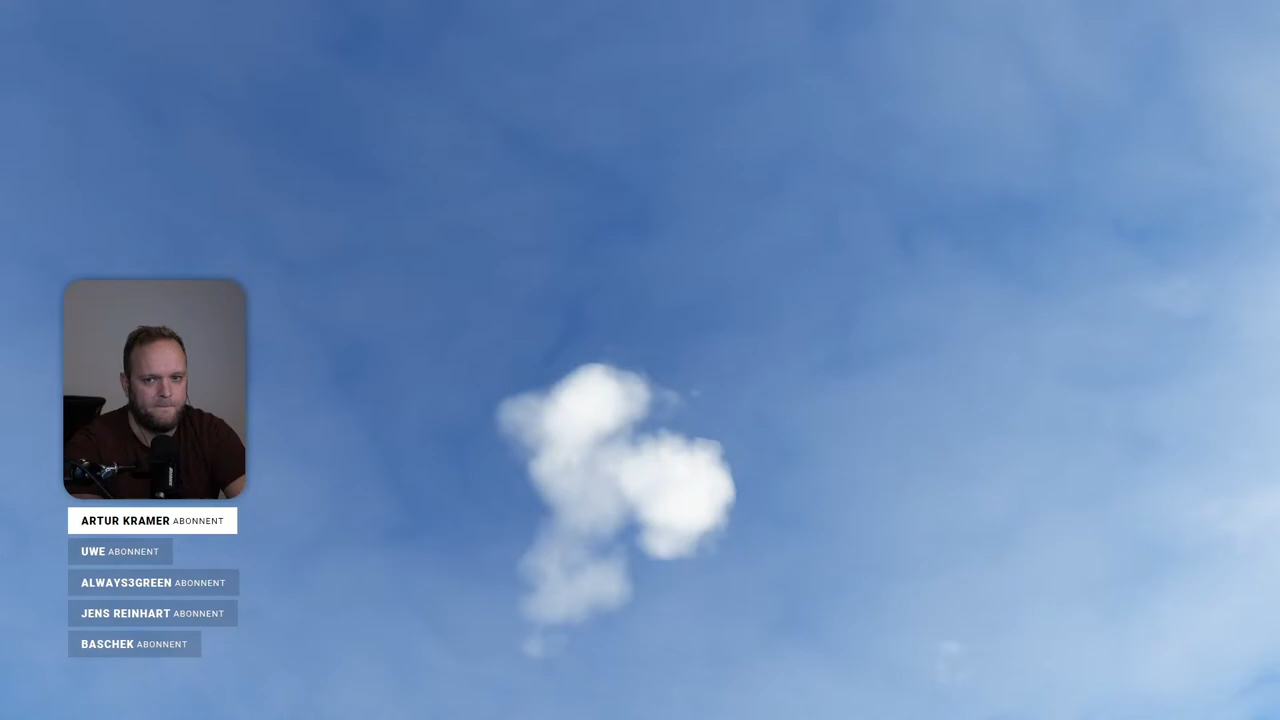 ARTUR KRAMER ABONNENT
UWE ABONNENT
ALWAYS3GREEN ABONNENT
JENS REINHART ABONNENT
BASCHEK ABONNENT